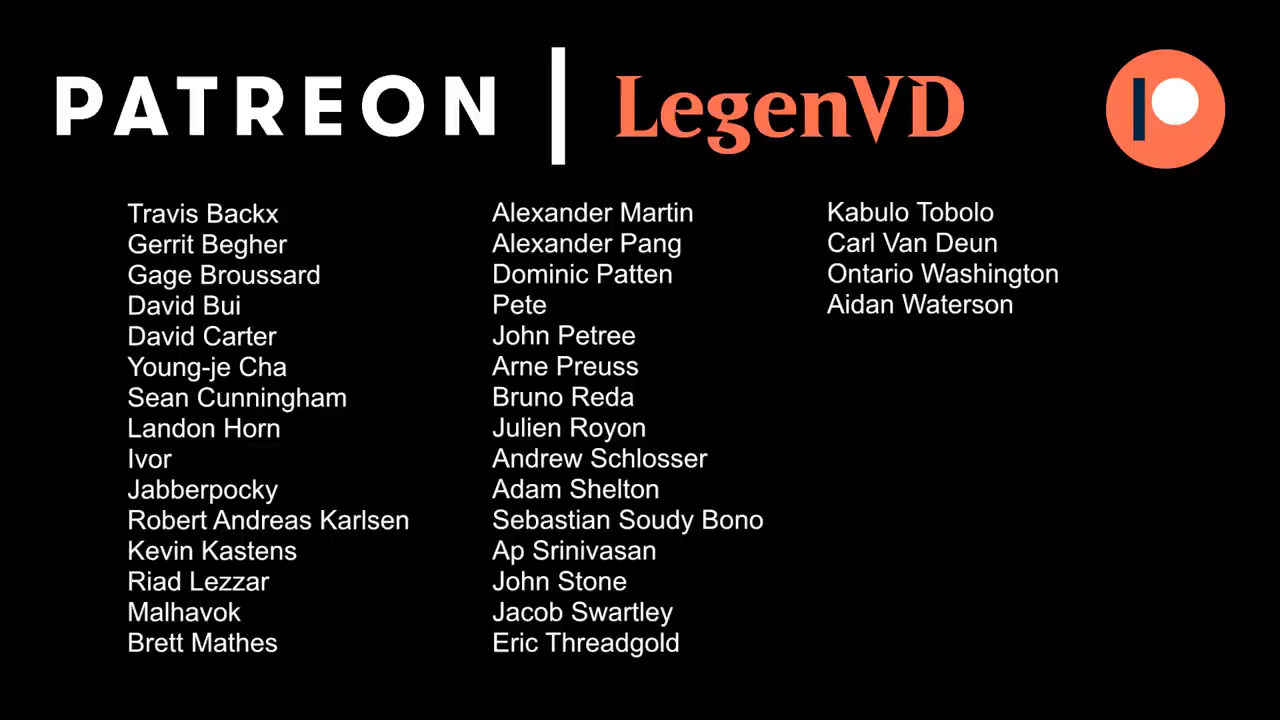 PATREON | LegenVD
Travis Backx
Gerrit Begher
Gage Broussard
David Bui
David Carter
Young-je Cha
Sean Cunningham
Landon Horn
Ivor
Jabberpocky
Robert Andreas Karlsen
Kevin Kastens
Riad Lezzar
Malhavok
Brett Mathes
Alexander Martin
Alexander Pang
Dominic Patten
Pete
John Petree
Arne Preuss
Bruno Reda
Julien Royon
Andrew Schlosser
Adam Shelton
Sebastian Soudy Bono
Ap Srinivasan
John Stone
Jacob Swartley
Eric Threadgold
Kabulo Tobolo
Carl Van Deun
Ontario Washington
Aidan Waterson